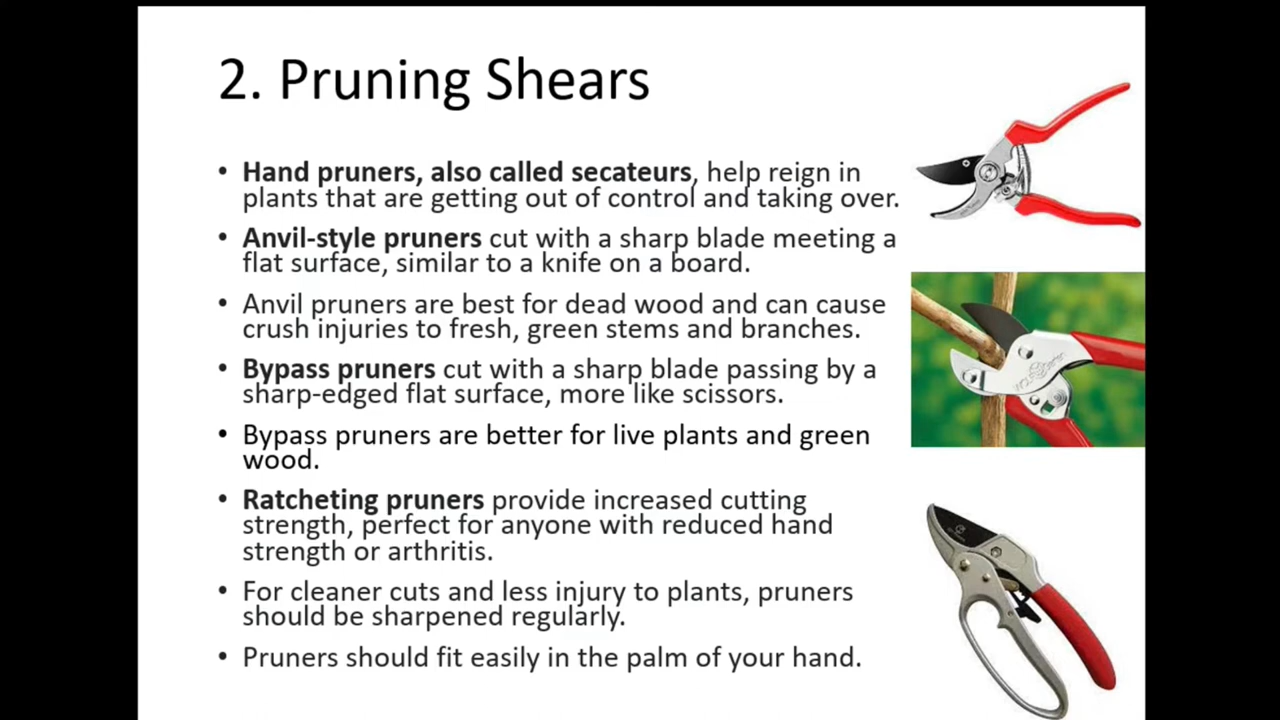 2. Pruning Shears
• Hand pruners, also called secateurs, help reign in
plants that are getting out of control and taking over.
• Anvil-style pruners cut with a sharp blade meeting a
flat surface, similar to a knife on a board.
• Anvil pruners are best for dead wood and can cause
crush injuries to fresh, green stems and branches.
• Bypass pruners cut with a sharp blade passing by a
sharp-edged flat surface, more like scissors.
• Bypass pruners are better for live plants and green
wood.
• Ratcheting pruners provide increased cutting
strength, perfect for anyone with reduced hand
strength or arthritis.
• For cleaner cuts and less injury to plants, pruners
should be sharpened regularly.
• Pruners should fit easily in the palm of your hand.